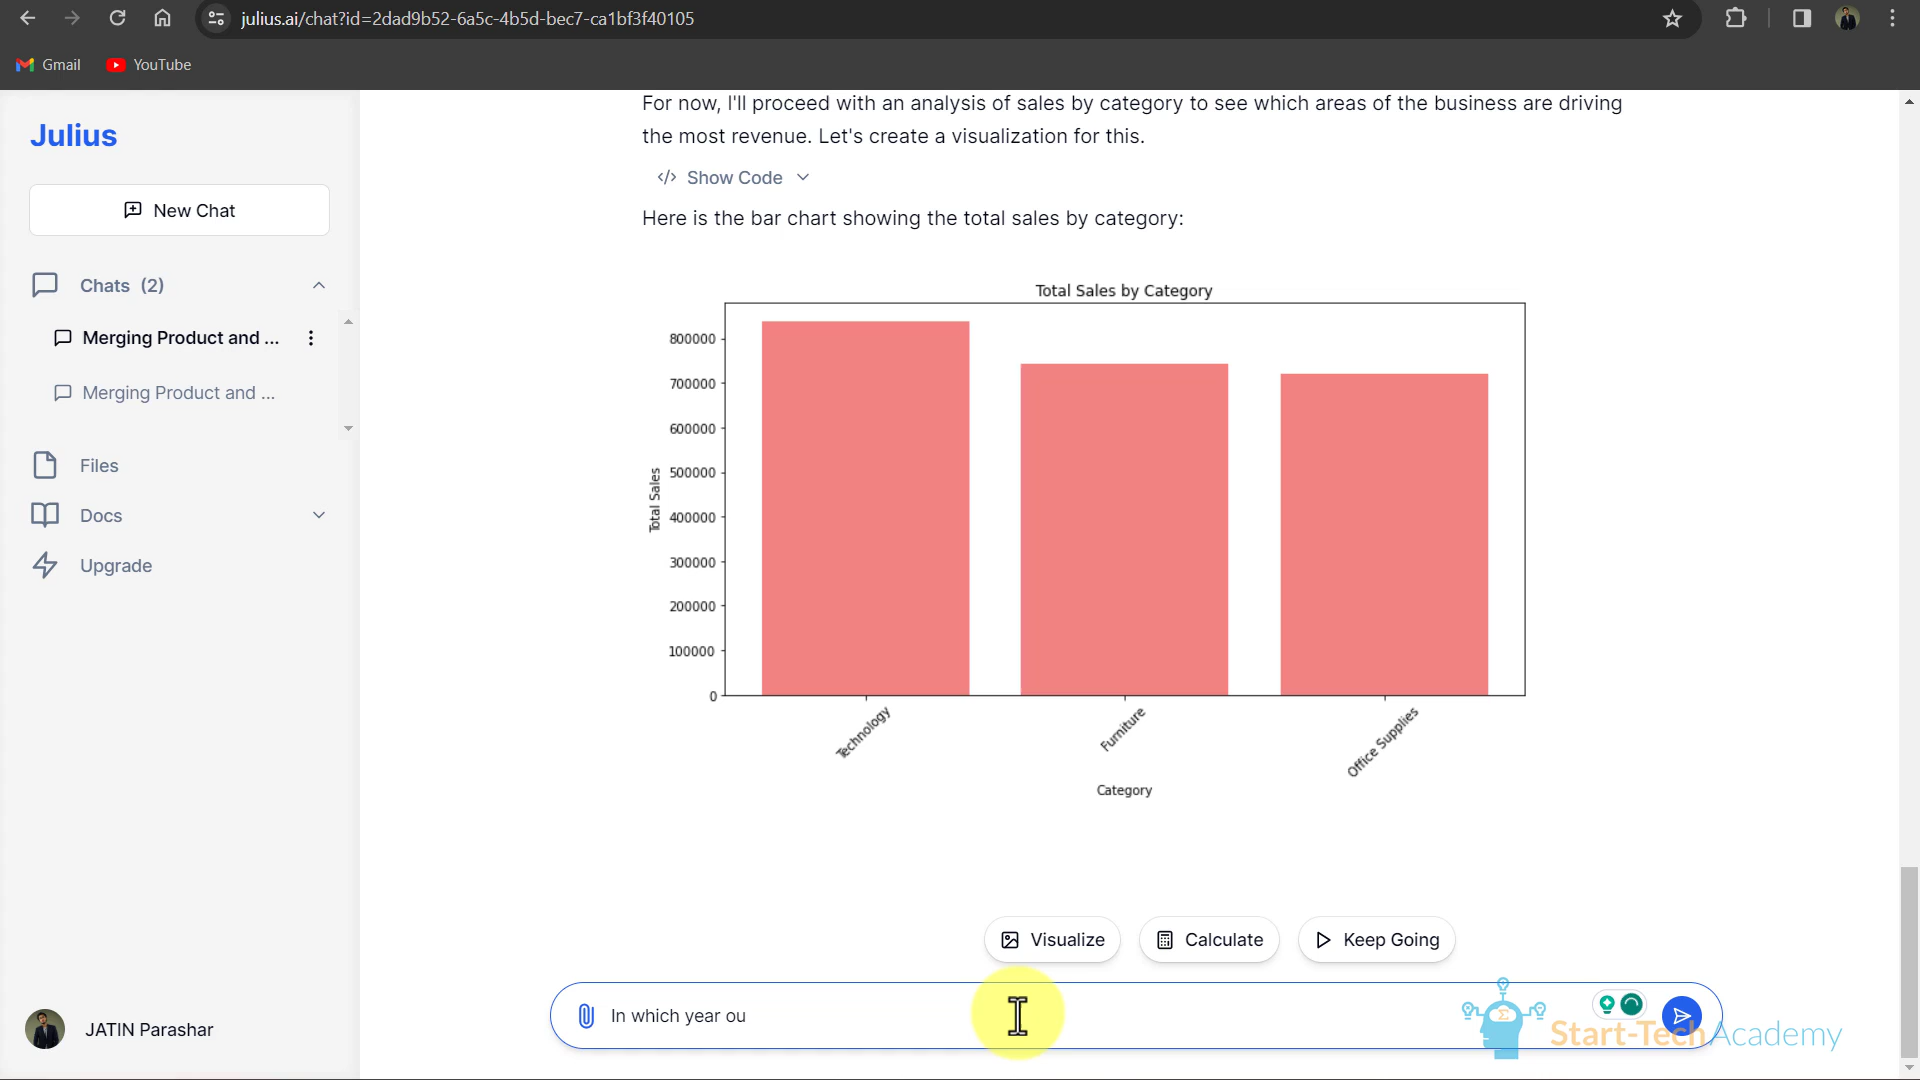 julius.ai/chat?id=2dad9b52-6a5c-4b5d-bec7-ca1bf3f40105
Gmail
YouTube
Julius
New Chat
Chats (2)
Merging Product and ...
Merging Product and ...
Files
Docs
Upgrade
JATIN Parashar
For now, I'll proceed with an analysis of sales by category to see which areas of the business are driving
the most revenue. Let's create a visualization for this.
</> Show Code
Here is the bar chart showing the total sales by category:
Total Sales by Category
Total Sales
800000
700000
600000
500000
400000
300000
200000
100000
0
Technology
Furniture
Office Supplies
Category
Visualize
Calculate
Keep Going
In which year ou
Σ
Start-Tech Academy